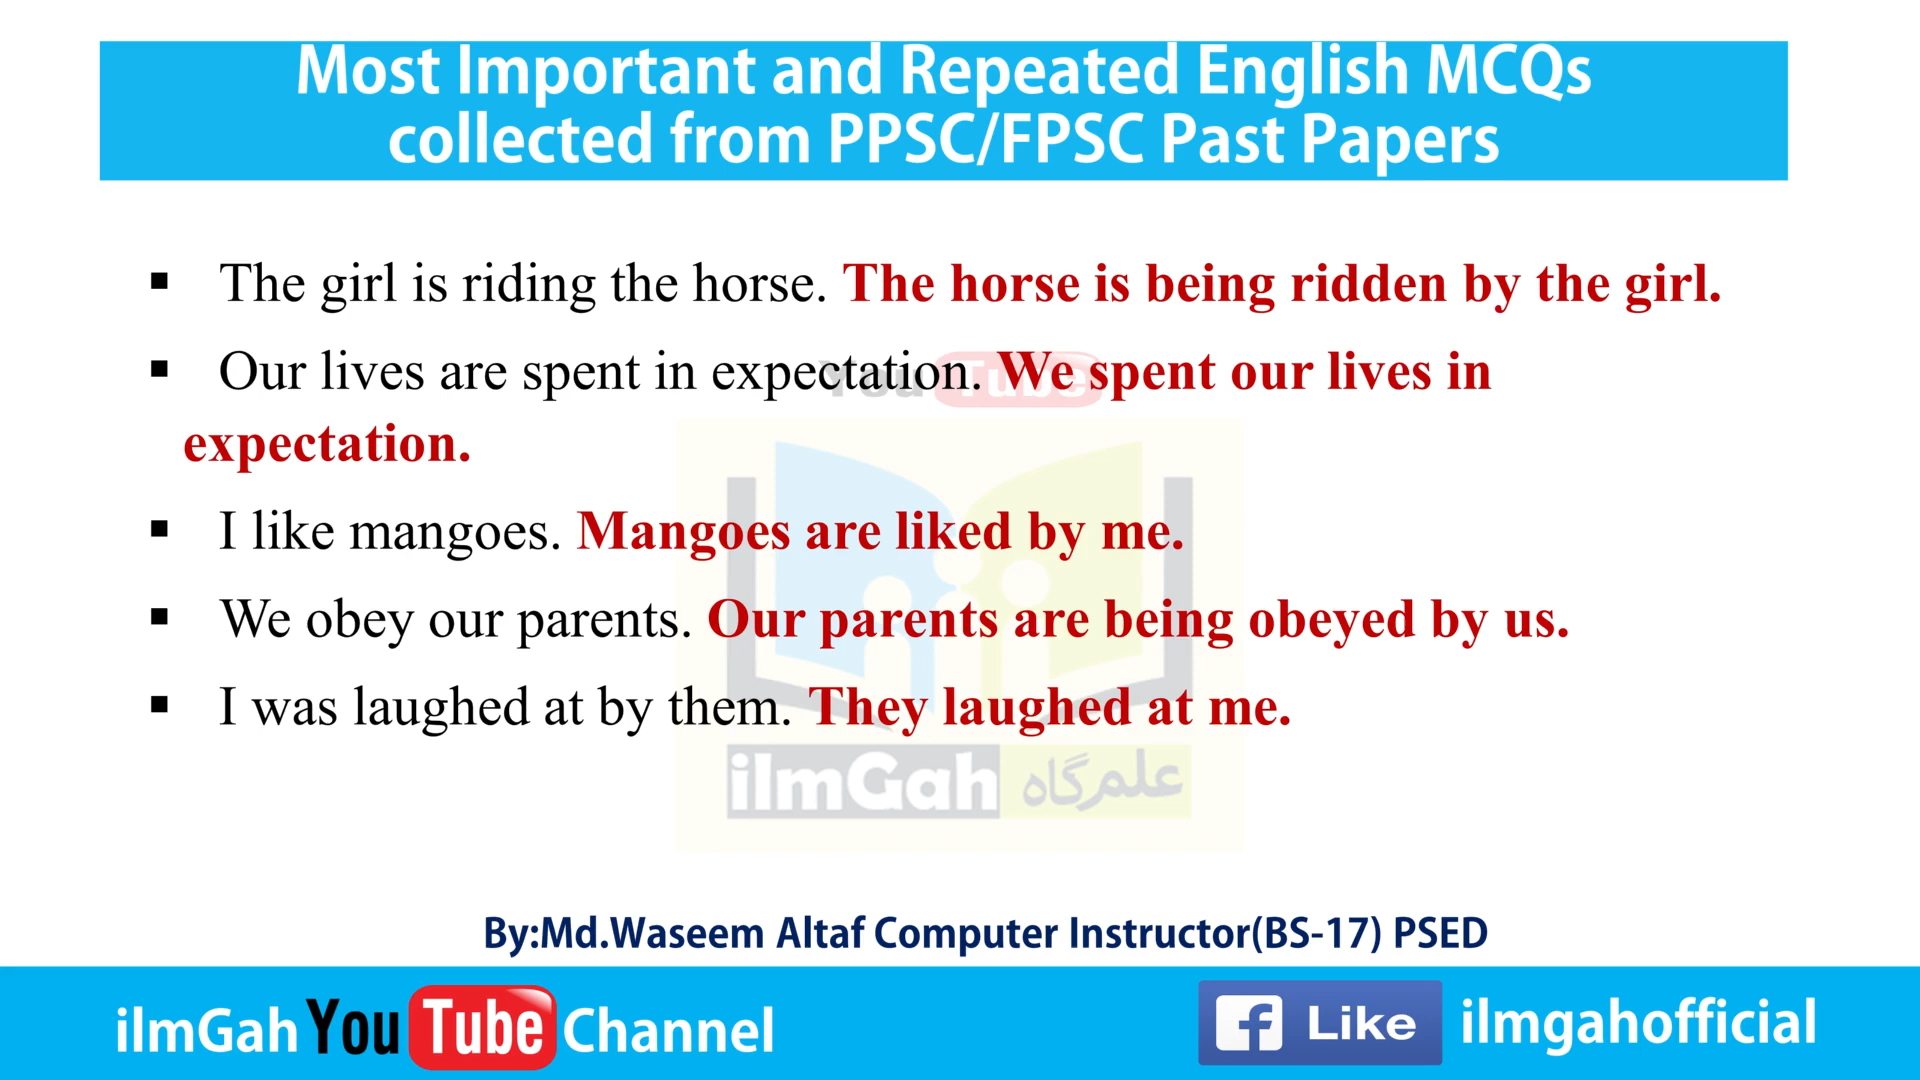 Most Important and Repeated English MCQs
collected from PPSC/FPSC Past Papers
▪ The girl is riding the horse. The horse is being ridden by the girl.
▪ Our lives are spent in expectation. We spent our lives in
expectation.
▪ I like mangoes. Mangoes are liked by me.
▪ We obey our parents. Our parents are being obeyed by us.
▪ I was laughed at by them. They laughed at me.
YouTube
ilmGah علم گاه
By:Md.Waseem Altaf Computer Instructor(BS-17) PSED
ilmGah YouTube Channel
f Like ilmgahofficial